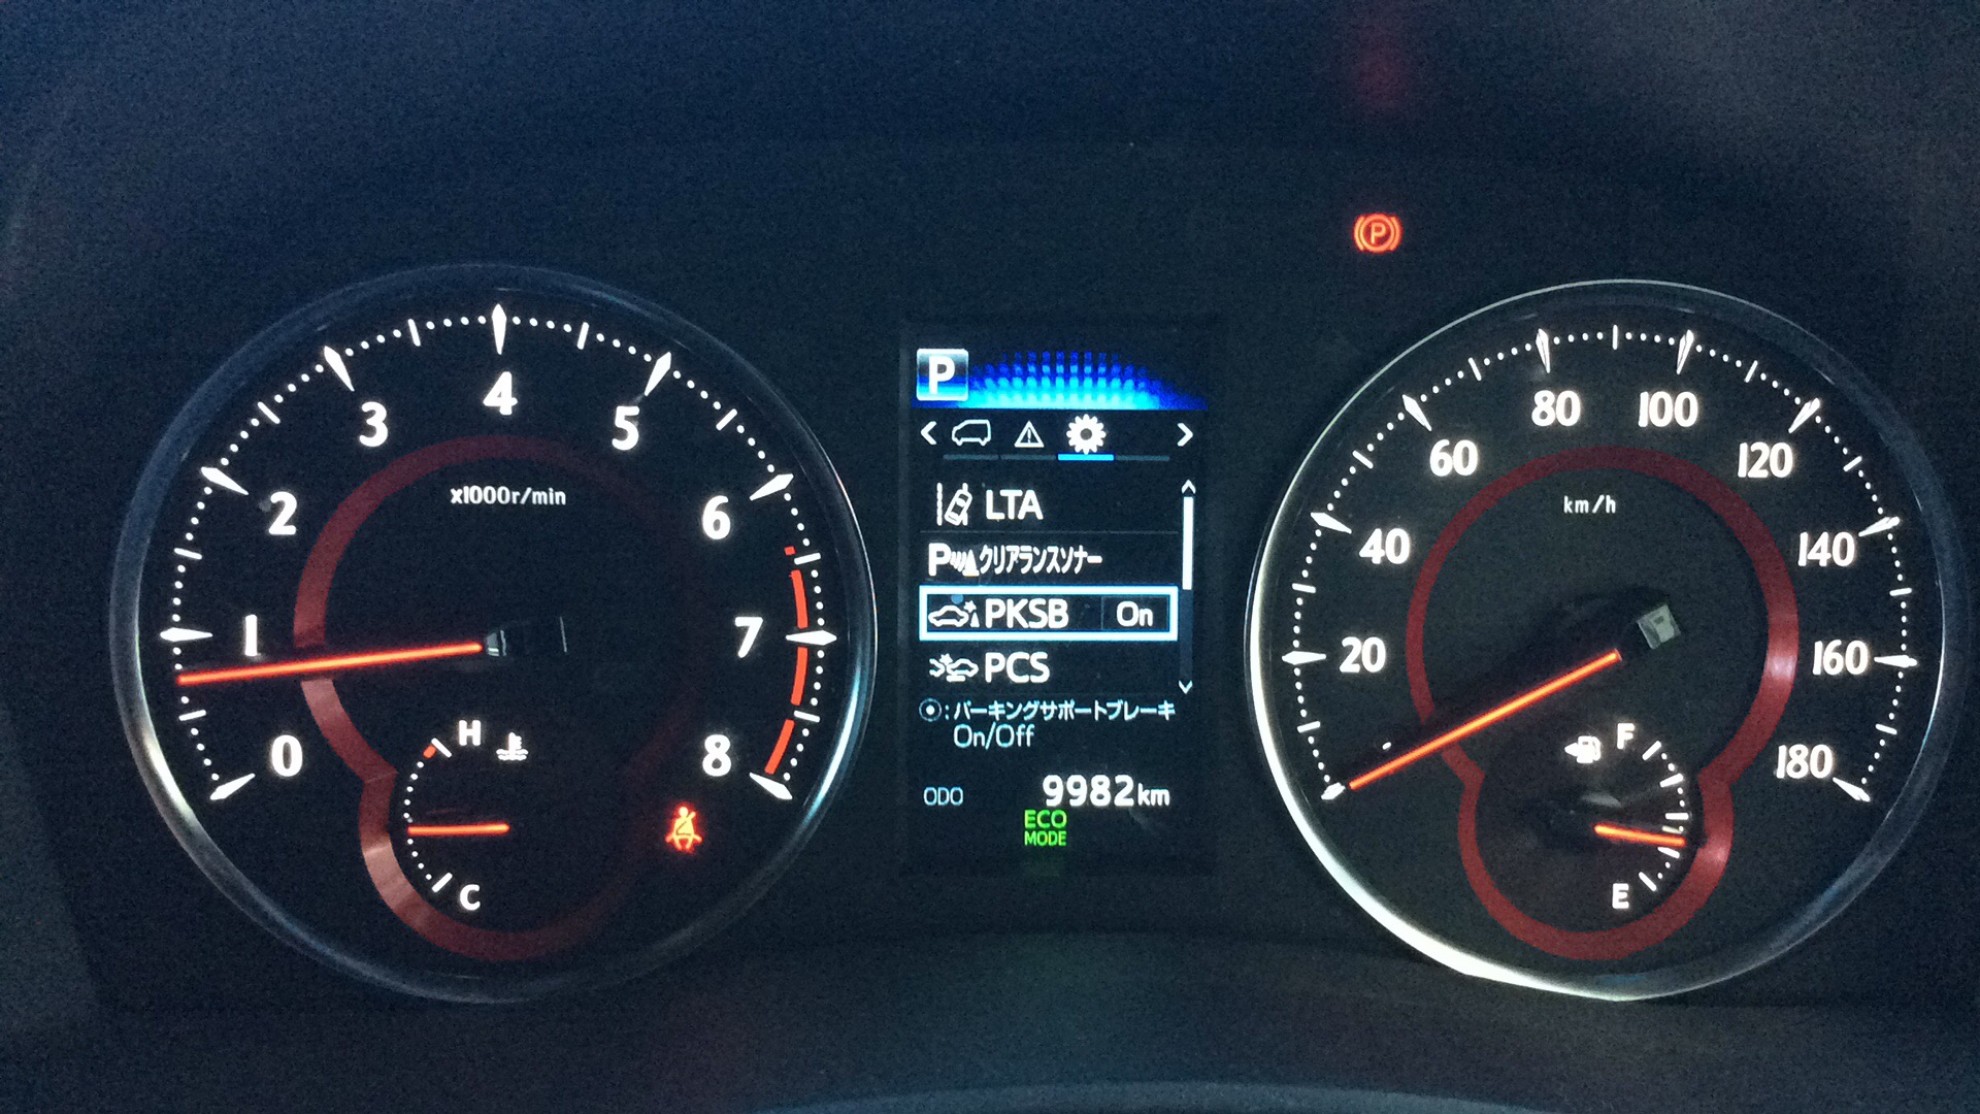 0
1
2
3
4
5
6
7
8
x1000r/min
H
C
P
LTA
P クリアランスソナー
PKSB On
PCS
:パーキングサポートブレーキ
On/Off
ODO 9982km
ECO
MODE
P
20
40
60
80
100
120
140
160
180
km/h
F
E